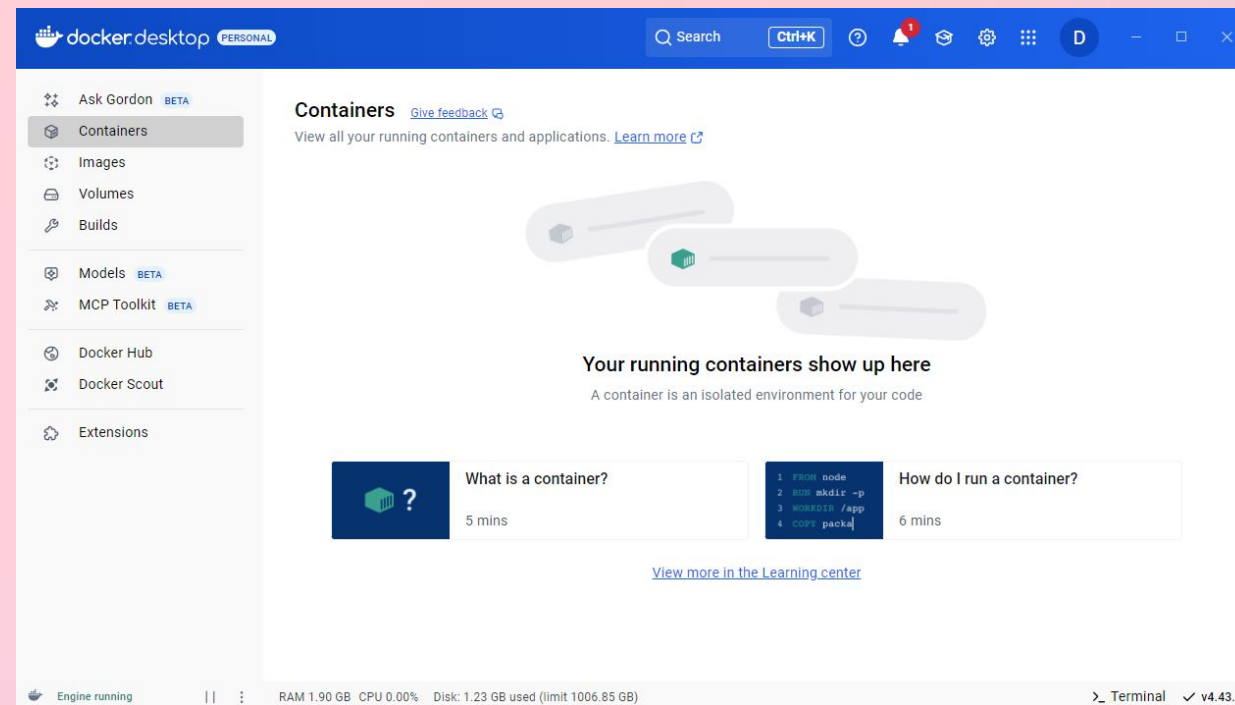 docker.desktop PERSONAL
Search Ctrl+K
1
D
Ask Gordon BETA
Containers
Images
Volumes
Builds
Models BETA
MCP Toolkit BETA
Docker Hub
Docker Scout
Extensions
Containers Give feedback
View all your running containers and applications. Learn more
Your running containers show up here
A container is an isolated environment for your code
?
What is a container?
5 mins
1 FROM node
2 RUN mkdir -p
3 WORKDIR /app
4 COPY packa
How do I run a container?
6 mins
View more in the Learning center
Engine running
RAM 1.90 GB CPU 0.00% Disk: 1.23 GB used (limit 1006.85 GB)
>_ Terminal v4.43.